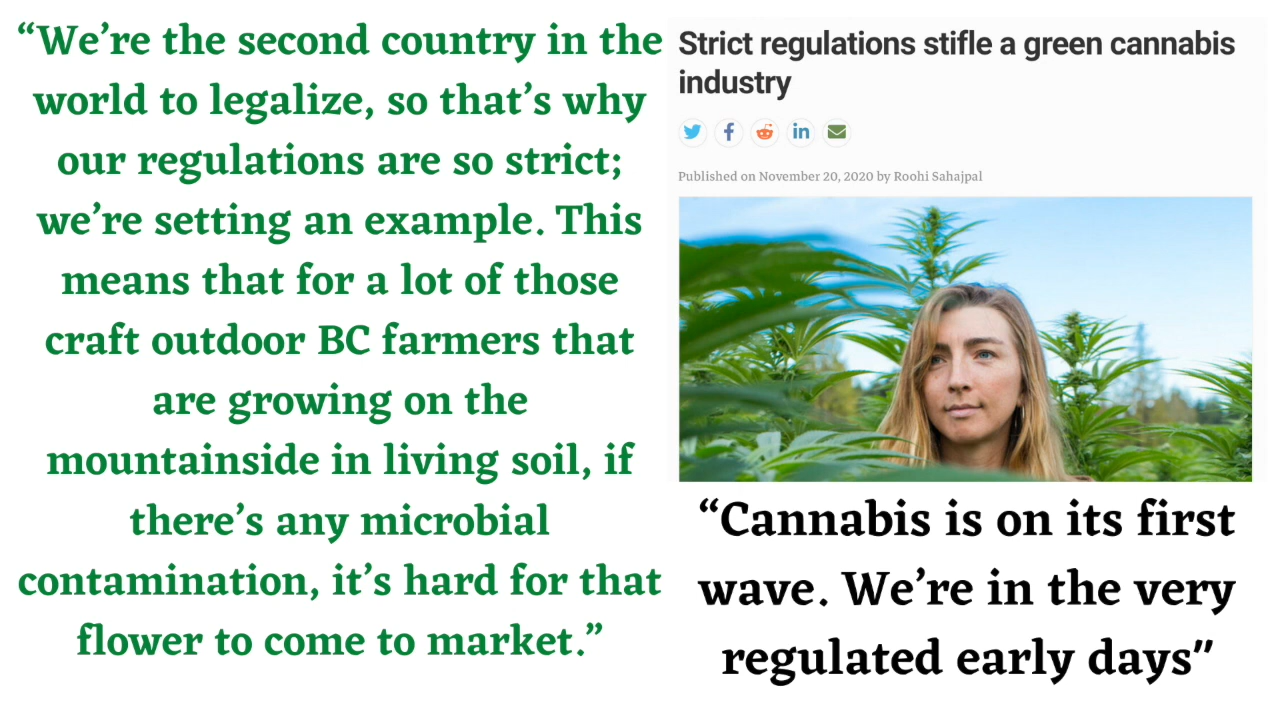 “We’re the second country in the
world to legalize, so that’s why
our regulations are so strict;
we’re setting an example. This
means that for a lot of those
craft outdoor BC farmers that
are growing on the
mountainside in living soil, if
there’s any microbial
contamination, it’s hard for that
flower to come to market.”
Strict regulations stifle a green cannabis
industry
Published on November 20, 2020 by Roohi Sahajpal
“Cannabis is on its first
wave. We’re in the very
regulated early days"